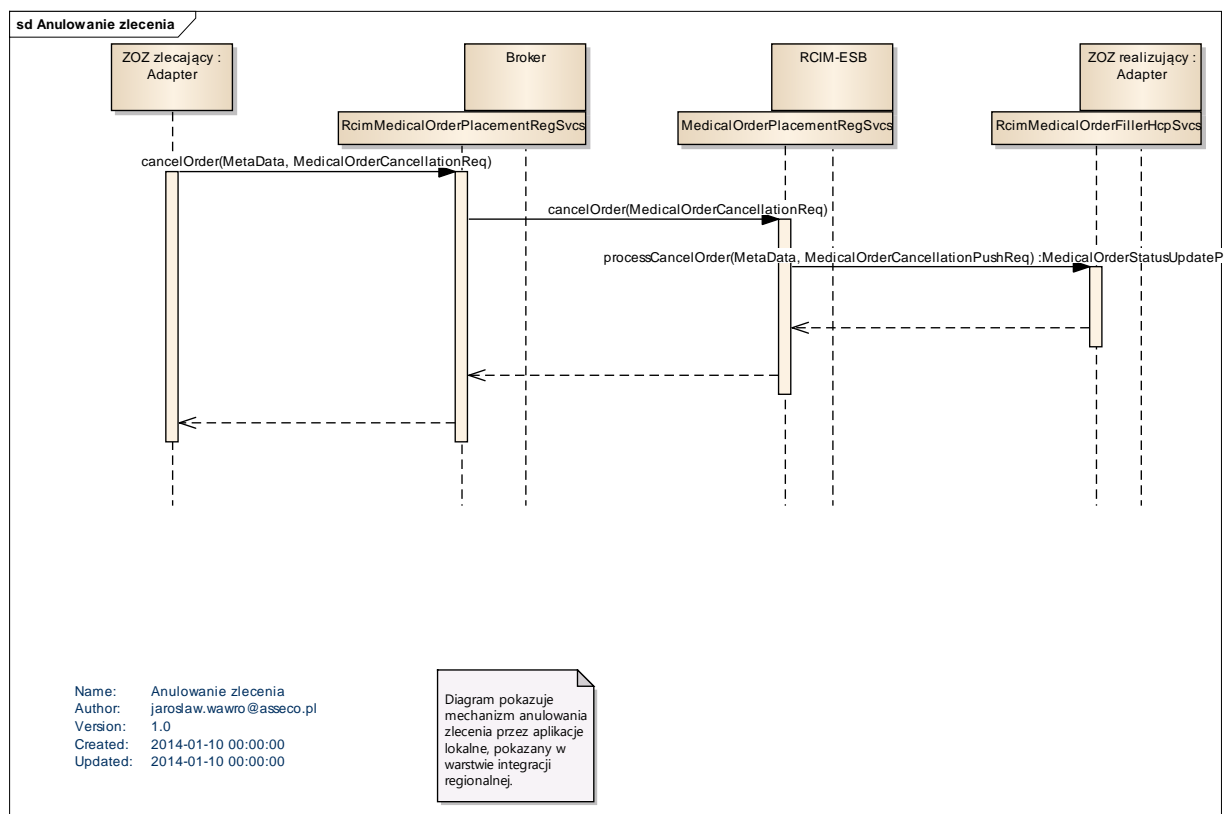 sd Anulowanie zlecenia
ZOZ zlecający :
Adapter
Broker
RCIM-ESB
ZOZ realizujący :
Adapter
RcimMedicalOrderPlacementRegSvcs
MedicalOrderPlacementRegSvcs
RcimMedicalOrderFillerHcpSvcs
cancelOrder(MetaData, MedicalOrderCancellationReq)
cancelOrder(MedicalOrderCancellationReq)
processCancelOrder(MetaData, MedicalOrderCancellationPushReq) :MedicalOrderStatusUpdateP
Name: Anulowanie zlecenia
Author: jaroslaw.wawro@asseco.pl
Version: 1.0
Created: 2014-01-10 00:00:00
Updated: 2014-01-10 00:00:00
Diagram pokazuje
mechanizm anulowania
zlecenia przez aplikacje
lokalne, pokazany w
warstwie integracji
regionalnej.